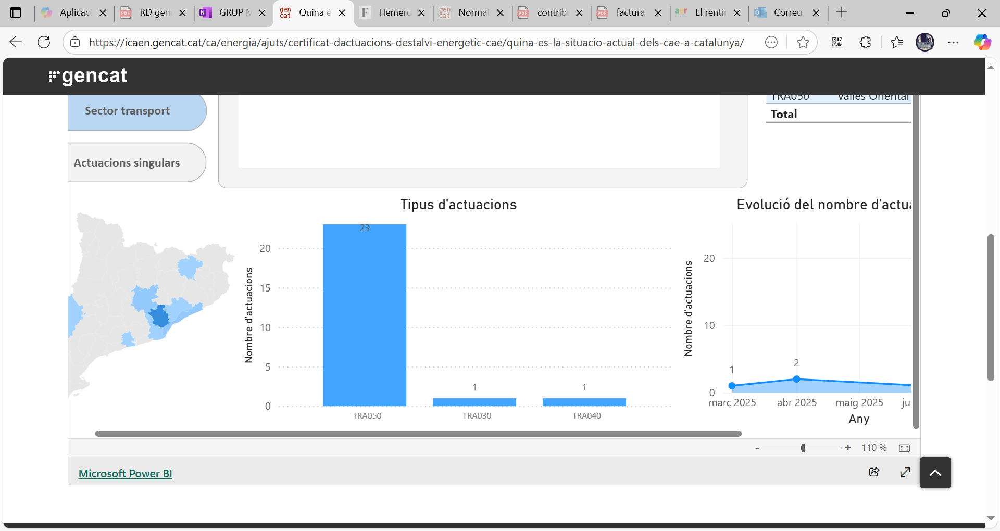 Aplicaci
RD gen
GRUP M
Quina é
Hemero
Normat
contrib
factura
El rentir
Correu
https://icaen.gencat.cat/ca/energia/ajuts/certificat-dactuacions-destalvi-energetic-cae/quina-es-la-situacio-actual-dels-cae-a-catalunya/
gencat
Sector transport
Actuacions singulars
TRA050 Vallès Oriental
Total
Tipus d'actuacions
Nombre d'actuacions
23
20
15
10
5
0
1
1
TRA050
TRA030
TRA040
Evolució del nombre d'actua
Nombre d'actuacions
20
10
0
1
2
març 2025
abr 2025
maig 2025
ju
Any
- + 110 %
Microsoft Power BI